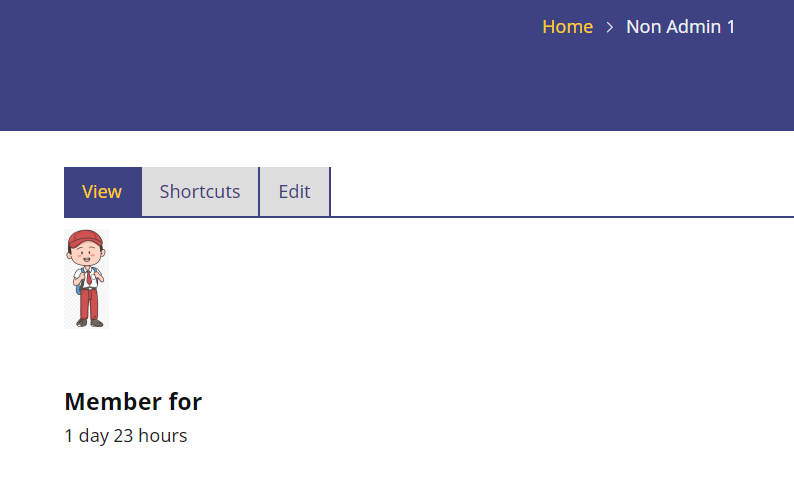 Home > Non Admin 1
View Shortcuts Edit
Member for
1 day 23 hours